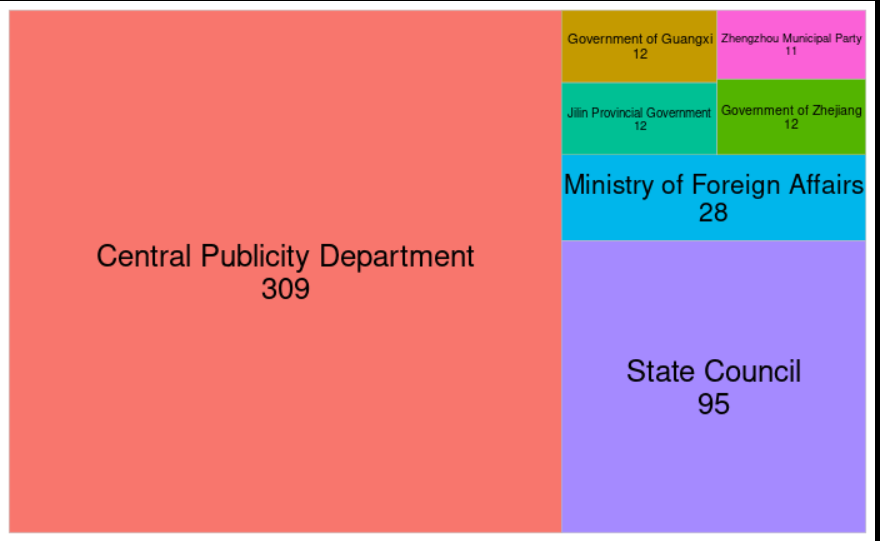 Central Publicity Department
309
Government of Guangxi
12
Zhengzhou Municipal Party
11
Jilin Provincial Government
12
Government of Zhejiang
12
Ministry of Foreign Affairs
28
State Council
95